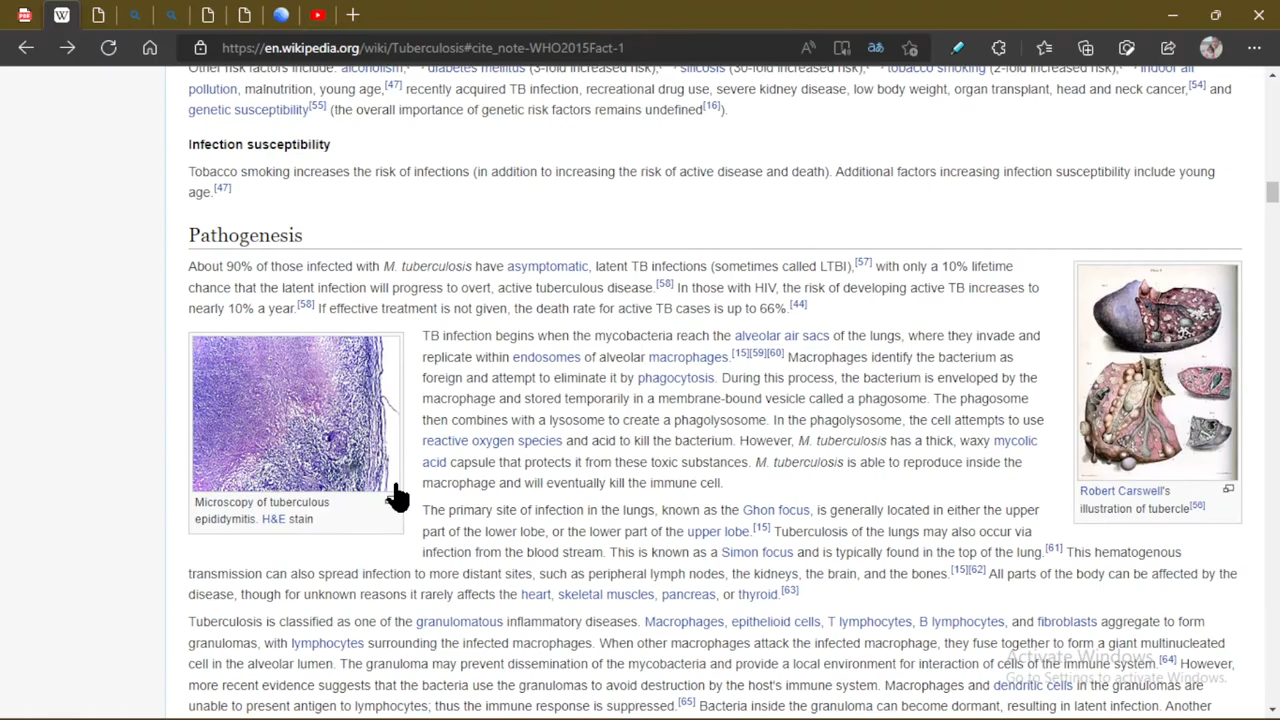 https://en.wikipedia.org/wiki/Tuberculosis#cite_note-WHO2015Fact-1
Other risk factors include: alcoholism, diabetes mellitus (3-fold increased risk), silicosis (30-fold increased risk), tobacco smoking (2-fold increased risk), indoor air
pollution, malnutrition, young age,[47] recently acquired TB infection, recreational drug use, severe kidney disease, low body weight, organ transplant, head and neck cancer,[54] and
genetic susceptibility[55] (the overall importance of genetic risk factors remains undefined[16]).
Infection susceptibility
Tobacco smoking increases the risk of infections (in addition to increasing the risk of active disease and death). Additional factors increasing infection susceptibility include young
age.[47]
Pathogenesis
About 90% of those infected with M. tuberculosis have asymptomatic, latent TB infections (sometimes called LTBI),[57] with only a 10% lifetime
chance that the latent infection will progress to overt, active tuberculous disease.[58] In those with HIV, the risk of developing active TB increases to
nearly 10% a year.[58] If effective treatment is not given, the death rate for active TB cases is up to 66%.[44]
Microscopy of tuberculous
epididymitis. H&E stain
TB infection begins when the mycobacteria reach the alveolar air sacs of the lungs, where they invade and
replicate within endosomes of alveolar macrophages.[15][59][60] Macrophages identify the bacterium as
foreign and attempt to eliminate it by phagocytosis. During this process, the bacterium is enveloped by the
macrophage and stored temporarily in a membrane-bound vesicle called a phagosome. The phagosome
then combines with a lysosome to create a phagolysosome. In the phagolysosome, the cell attempts to use
reactive oxygen species and acid to kill the bacterium. However, M. tuberculosis has a thick, waxy mycolic
acid capsule that protects it from these toxic substances. M. tuberculosis is able to reproduce inside the
macrophage and will eventually kill the immune cell.
Robert Carswell's
illustration of tubercle[56]
The primary site of infection in the lungs, known as the Ghon focus, is generally located in either the upper
part of the lower lobe, or the lower part of the upper lobe.[15] Tuberculosis of the lungs may also occur via
infection from the blood stream. This is known as a Simon focus and is typically found in the top of the lung.[61] This hematogenous
transmission can also spread infection to more distant sites, such as peripheral lymph nodes, the kidneys, the brain, and the bones.[15][62] All parts of the body can be affected by the
disease, though for unknown reasons it rarely affects the heart, skeletal muscles, pancreas, or thyroid.[63]
Tuberculosis is classified as one of the granulomatous inflammatory diseases. Macrophages, epithelioid cells, T lymphocytes, B lymphocytes, and fibroblasts aggregate to form
granulomas, with lymphocytes surrounding the infected macrophages. When other macrophages attack the infected macrophage, they fuse together to form a giant multinucleated
cell in the alveolar lumen. The granuloma may prevent dissemination of the mycobacteria and provide a local environment for interaction of cells of the immune system.[64] However,
more recent evidence suggests that the bacteria use the granulomas to avoid destruction by the host's immune system. Macrophages and dendritic cells in the granulomas are
unable to present antigen to lymphocytes; thus the immune response is suppressed.[65] Bacteria inside the granuloma can become dormant, resulting in latent infection. Another
Activate Windows
Go to Settings to activate Windows.